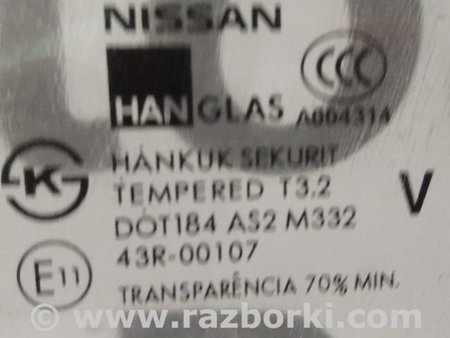 NISSAN
CCC
HANGLAS A004314
K HANKUK SEKURIT
TEMPERED T3.2 V
DOT184 AS2 M332
43R-00107
E11
TRANSPARÊNCIA 70% MIN.
© www.razborki.com